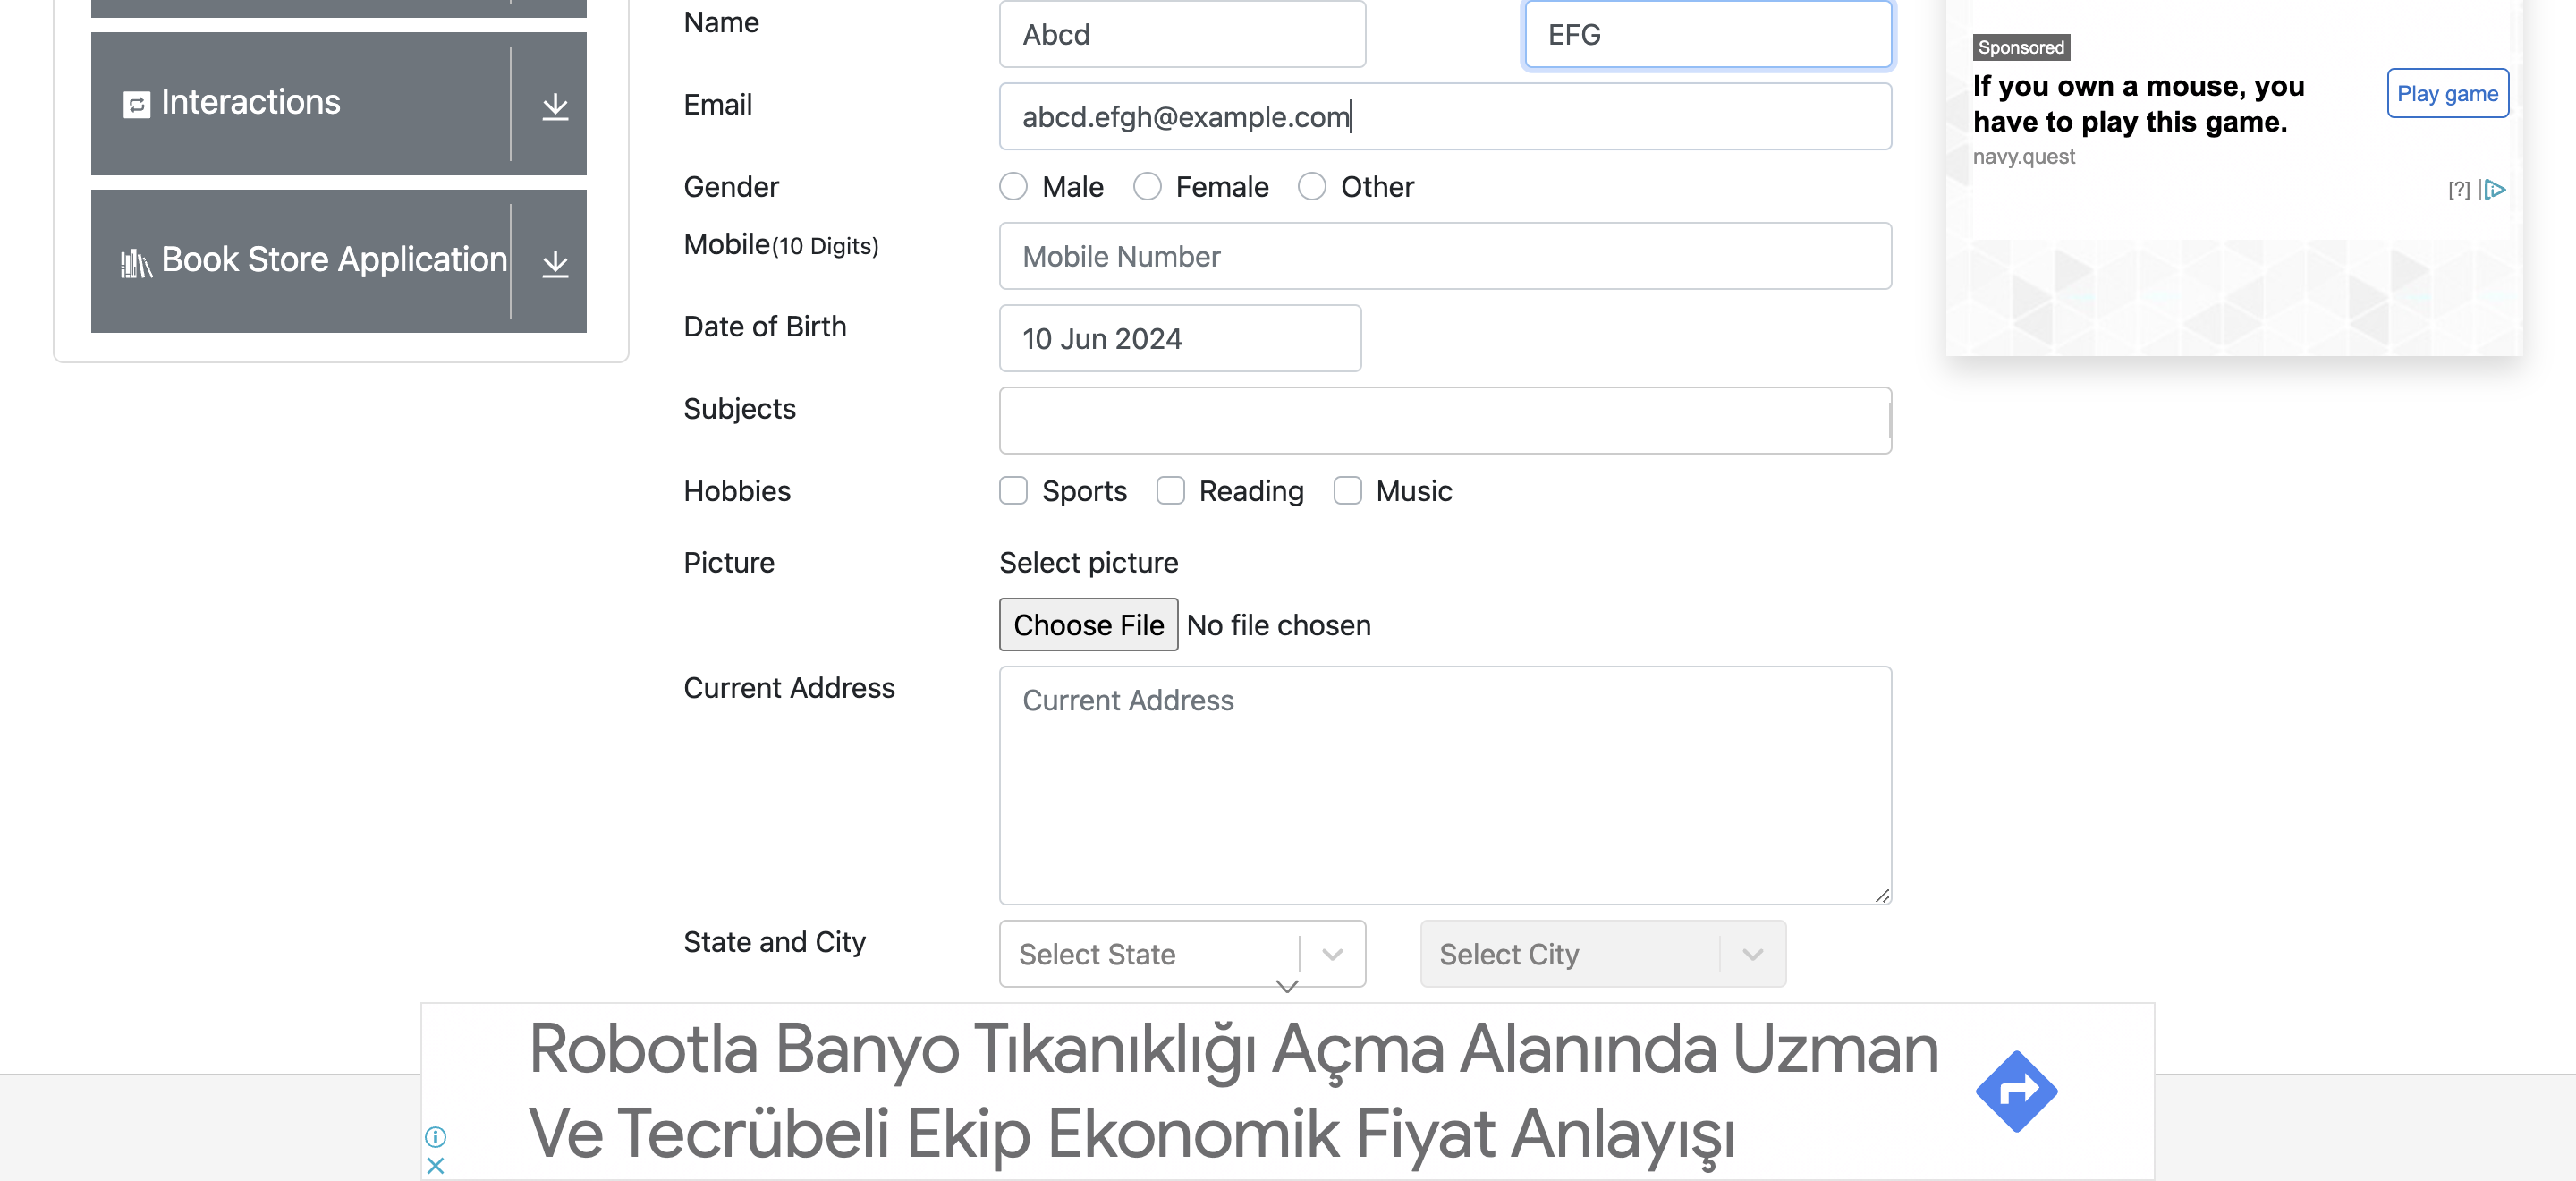 Interactions
Book Store Application
Name
Abcd
EFG
Email
abcd.efgh@example.com
Gender
Male
Female
Other
Mobile(10 Digits)
Mobile Number
Date of Birth
10 Jun 2024
Subjects
Hobbies
Sports
Reading
Music
Picture
Select picture
Choose File
No file chosen
Current Address
Current Address
State and City
Select State
Select City
Sponsored
If you own a mouse, you
have to play this game.
navy.quest
Play game
[?]
Robotla Banyo Tıkanıklığı Açma Alanında Uzman
Ve Tecrübeli Ekip Ekonomik Fiyat Anlayışı